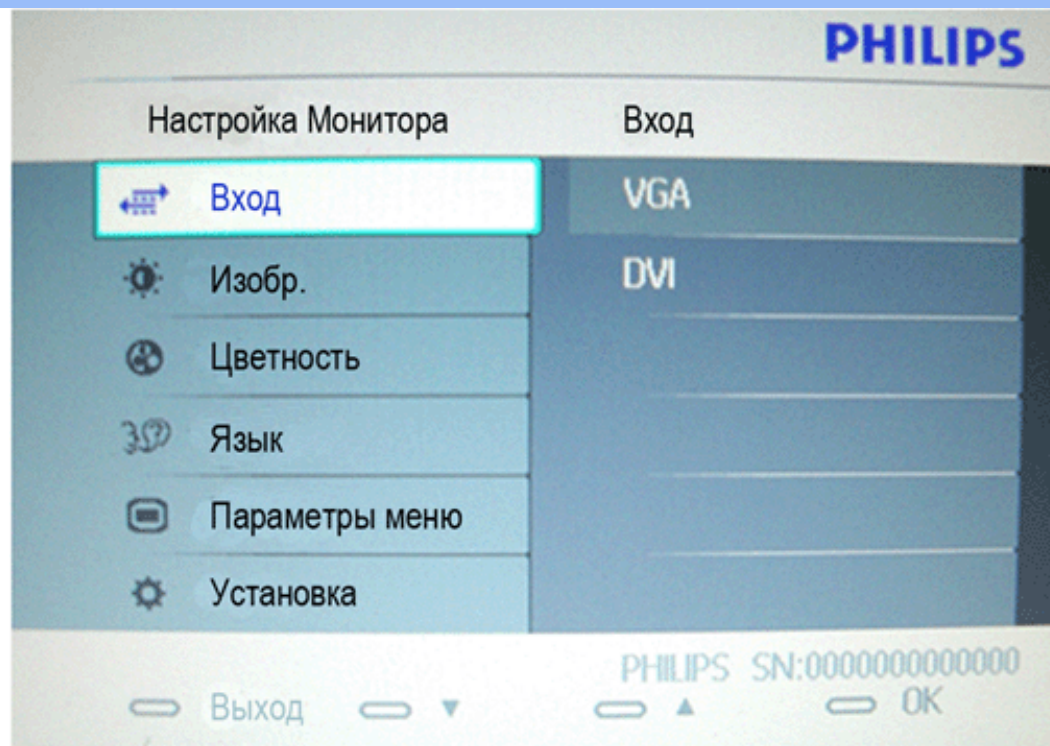 PHILIPS
Настройка Монитора Вход
Вход VGA
Изобр. DVI
Цветность
Язык
Параметры меню
Установка
PHILIPS SN:0000000000000
Выход ▼ ▲ OK